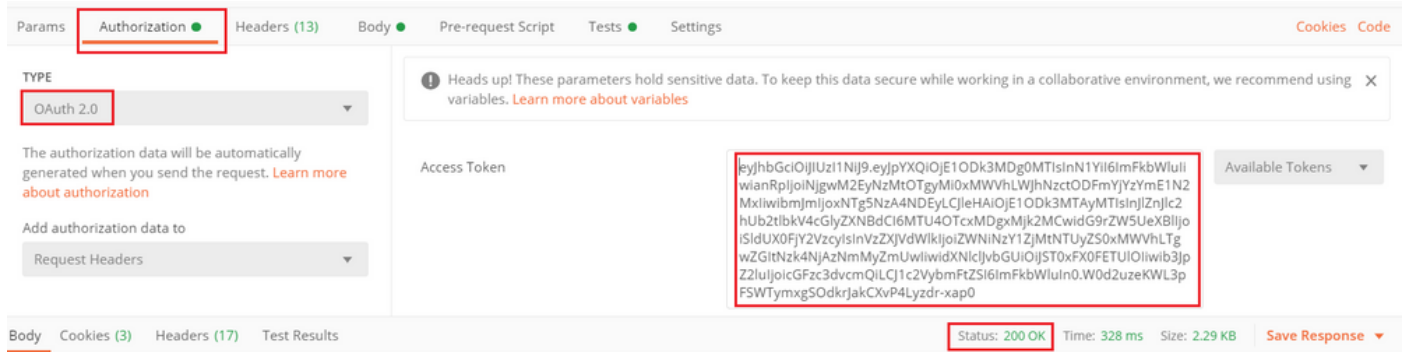 Params Authorization Headers (13) Body Pre-request Script Tests Settings Cookies Code
TYPE
OAuth 2.0
The authorization data will be automatically
generated when you send the request. Learn more
about authorization
Add authorization data to
Request Headers
Heads up! These parameters hold sensitive data. To keep this data secure while working in a collaborative environment, we recommend using
variables. Learn more about variables
Access Token
eyJhbGciOiJIUzI1NiJ9.eyJpYXQiOjE1ODk3MDg0MTIsInN1YiI6ImFkbWluIi
wianRpIjoiNjgwM2EyNzMtOTgyMi0xMWVhLWJhNzctODFmYjYzYmE1N2
MxIiwibmJmIjoxNTg5NzA4NDEyLCJleHAiOjE1ODk3MTAyMTIsInJlZnJlc2
hUb2tlbkV4cGlyZXNBdCI6MTU4OTcxMDgxMjk2MCwidG9rZW5UeXBlIjo
iSldUX0FjY2VzcyIsInVzZXJVdWlkIjoiZWNiNzY1ZjMtNTUyZS0xMWVhLTg
wZGItNzk4NjAzNmMyZmUwIiwidXNlclJvbGUiOiJST0xFX0FETUlOIiwib3Jp
Z2luIjoicGFzc3dvcmQiLCJ1c2VybmFtZSI6ImFkbWluIn0.W0d2uzeKWL3p
FSWTymxgSOdkrJakCXvP4Lyzdr-xap0
Available Tokens
Body Cookies (3) Headers (17) Test Results Status: 200 OK Time: 328 ms Size: 2.29 KB Save Response